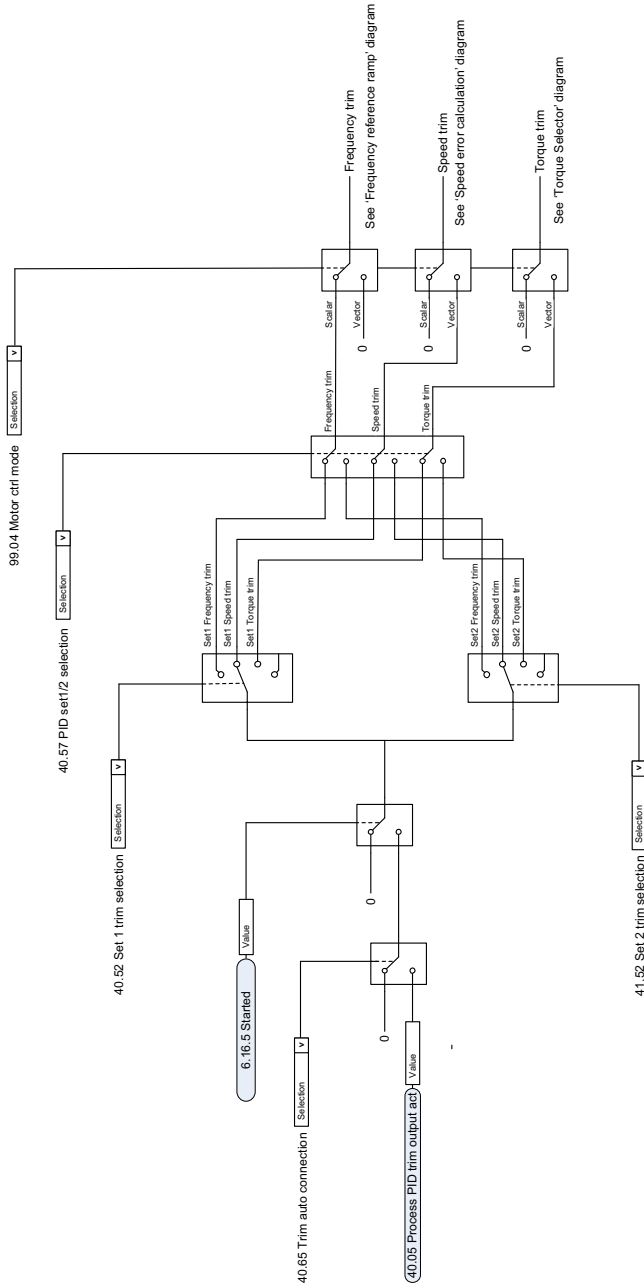 99.04 Motor ctrl mode
Selection
v
40.57 PID set1/2 selection
Selection
v
40.52 Set 1 trim selection
Selection
v
6.16.5 Started
Value
40.65 Trim auto connection
Selection
v
40.05 Process PID trim output act
Value
-
0
0
Set1 Frequency trim
Set1 Speed trim
Set1 Torque trim
Set2 Frequency trim
Set2 Speed trim
Set2 Torque trim
41.52 Set 2 trim selection
Selection
v
Frequency trim
Speed trim
Torque trim
Scalar
Vector
0
Frequency trim
See 'Frequency reference ramp' diagram
Scalar
0
Vector
Speed trim
See 'Speed error calculation' diagram
Scalar
0
Vector
Torque trim
See 'Torque Selector' diagram